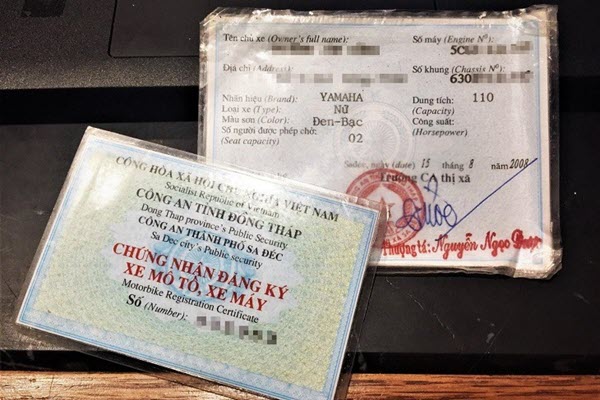 Tên chủ xe (Owner's full name):
Số máy (Engine Nº): 5C
Địa chỉ (Address):
Số khung (Chassis Nº): 630
Nhãn hiệu (Brand): YAMAHA
Dung tích: 110
Loại xe (Type): Nữ
(Capacity)
Màu sơn (Color): Đen-Bạc
Công suất:
Số người được phép chở: 02
(Horsepower)
(Seat capacity)
Sadec, ngày (date) 15 tháng 8 năm 2008
Trưởng CA thị xã
Thượng tá: Nguyễn Ngọc
CỘNG HÒA XÃ HỘI CHỦ NGHĨA VIỆT NAM
Socialist Republic of Vietnam
CÔNG AN TỈNH ĐỒNG THÁP
Dong Thap province's Public Security
CÔNG AN THÀNH PHỐ SA ĐÉC
Sa Dec city's Public security
CHỨNG NHẬN ĐĂNG KÝ
XE MÔ TÔ, XE MÁY
Motorbike Registration Certificate
Số (Number):